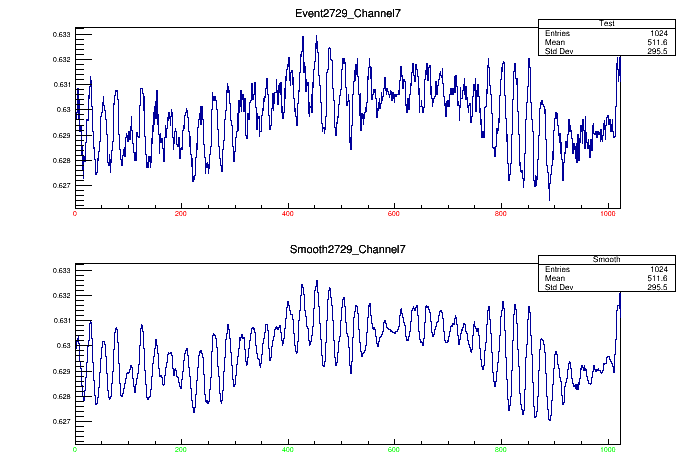 Event2729_Channel7
Test
Entries 1024
Mean 511.6
Std Dev 295.5
0.633
0.632
0.631
0.63
0.629
0.628
0.627
0 200 400 600 800 1000
Smooth2729_Channel7
Smooth
Entries 1024
Mean 511.6
Std Dev 295.5
0.633
0.632
0.631
0.63
0.629
0.628
0.627
0 200 400 600 800 1000